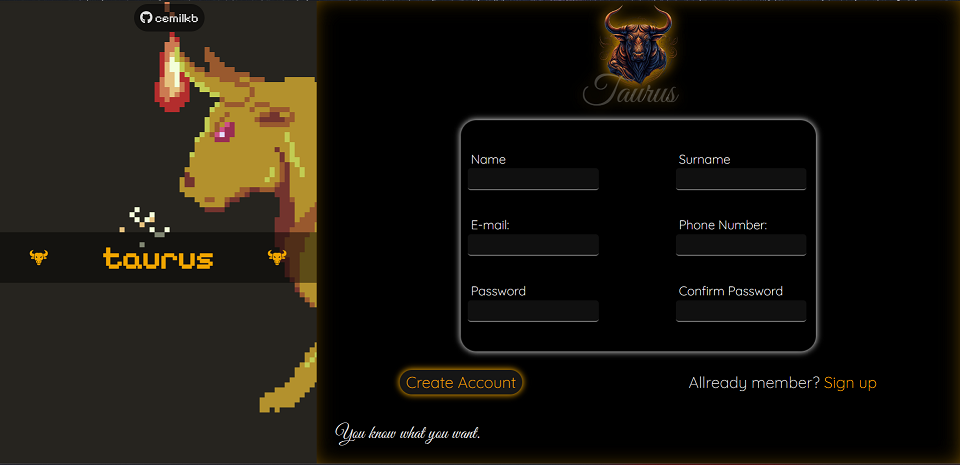 cemilkb
taurus
Taurus
Name
Surname
E-mail:
Phone Number:
Password
Confirm Password
Create Account
Allready member? Sign up
You know what you want.